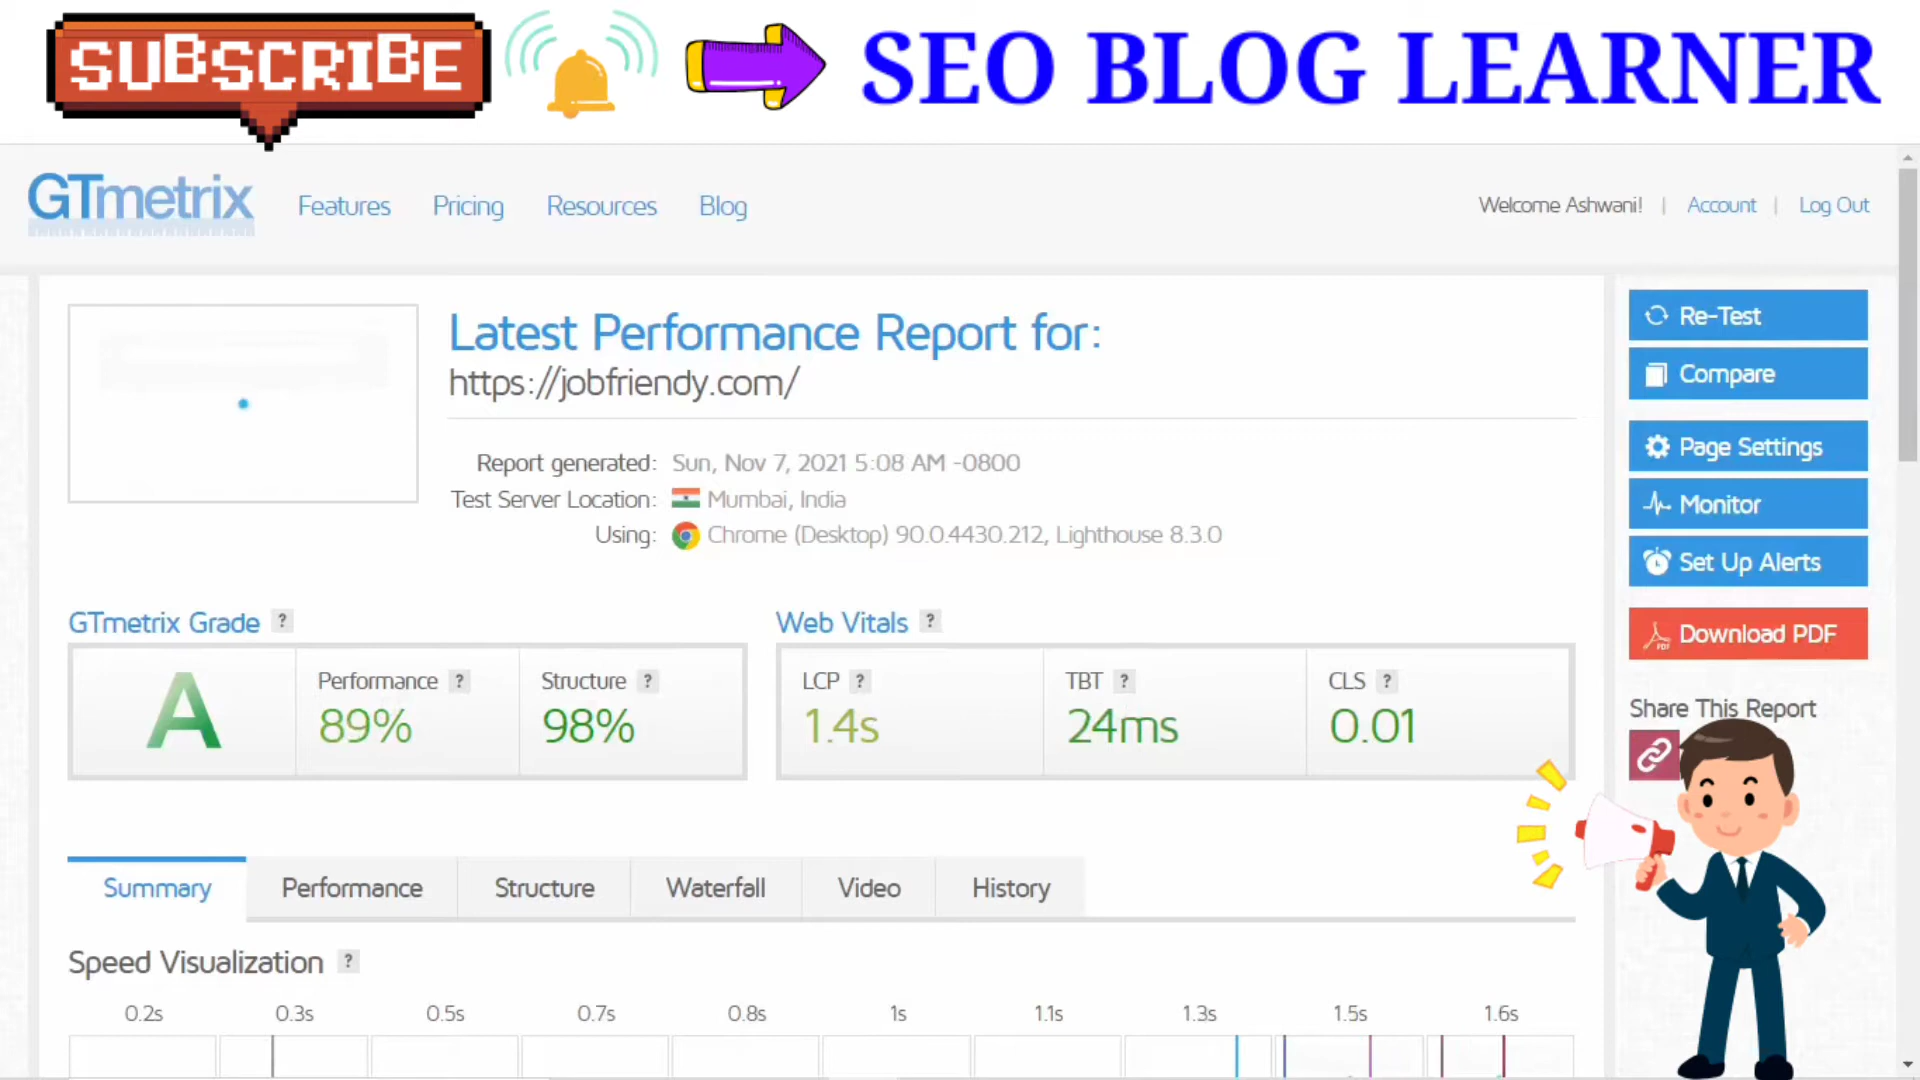 SUBSCRIBE
SEO BLOG LEARNER
GTmetrix
Features
Pricing
Resources
Blog
Welcome Ashwani! | Account | Log Out
Latest Performance Report for:
https://jobfriendy.com/
Report generated: Sun, Nov 7, 2021 5:08 AM -0800
Test Server Location: Mumbai, India
Using: Chrome (Desktop) 90.0.4430.212, Lighthouse 8.3.0
Re-Test
Compare
Page Settings
Monitor
Set Up Alerts
PDF Download PDF
Share This Report
GTmetrix Grade ?
A
Performance ?
89%
Structure ?
98%
Web Vitals ?
LCP ?
1.4s
TBT ?
24ms
CLS ?
0.01
Summary
Performance
Structure
Waterfall
Video
History
Speed Visualization ?
0.2s 0.3s 0.5s 0.7s 0.8s 1s 1.1s 1.3s 1.5s 1.6s